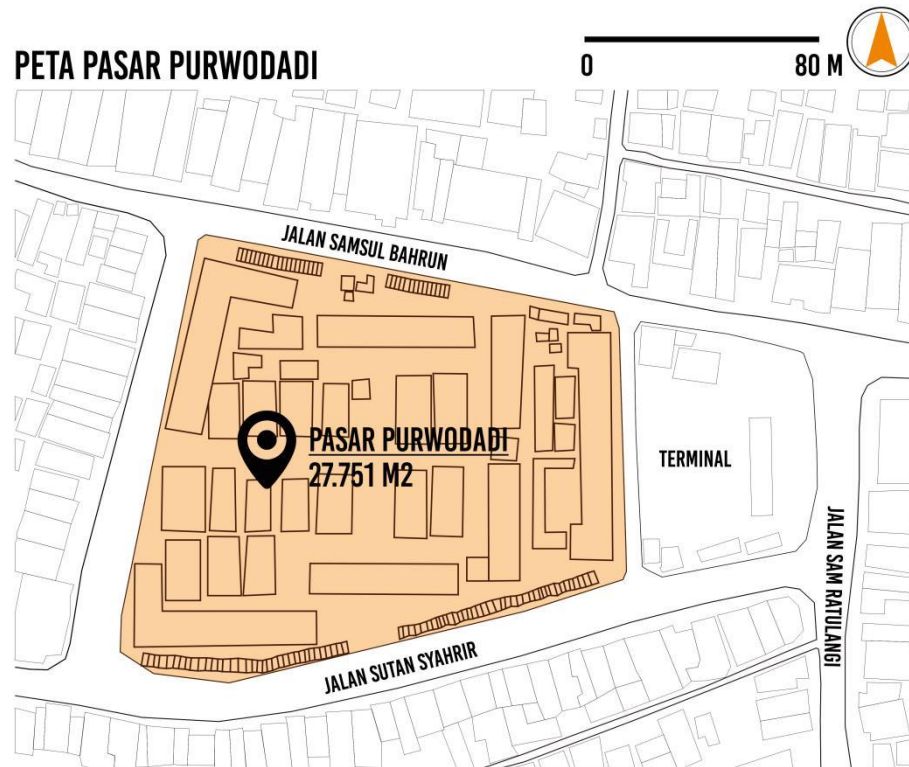 PETA PASAR PURWODADI
0 80 M
JALAN SAMSUL BAHRUN
PASAR PURWODADI
27.751 M2
TERMINAL
JALAN SAM RATULANGI
JALAN SUTAN SYAHRIR